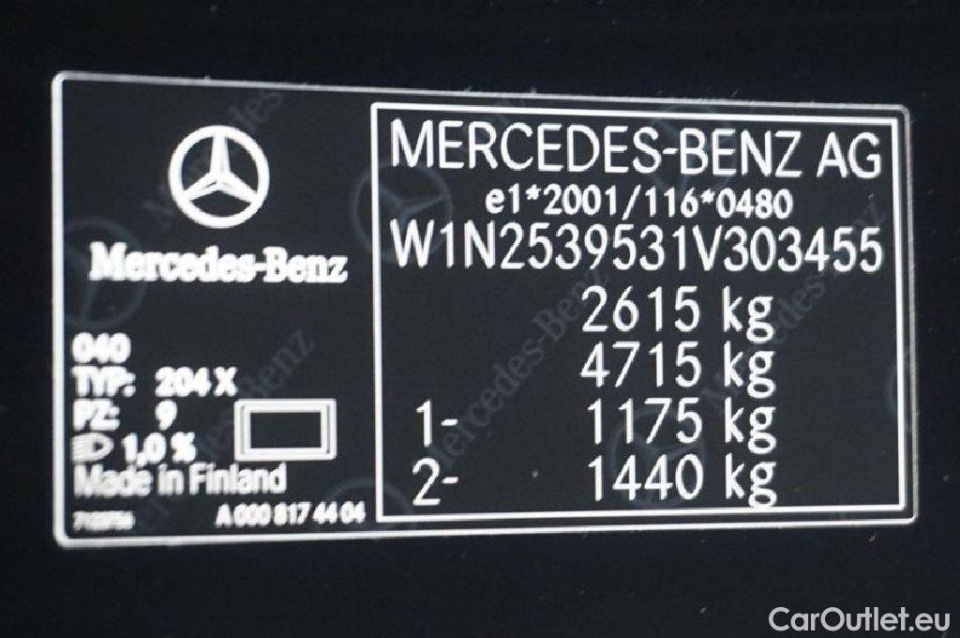 Mercedes-Benz
040
TYP: 204 X
PZ: 9
1,0 %
Made in Finland
A 000 817 44 04
MERCEDES-BENZ AG
e1*2001/116*0480
W1N2539531V303455
2615 kg
4715 kg
1- 1175 kg
2- 1440 kg
CarOutlet.eu